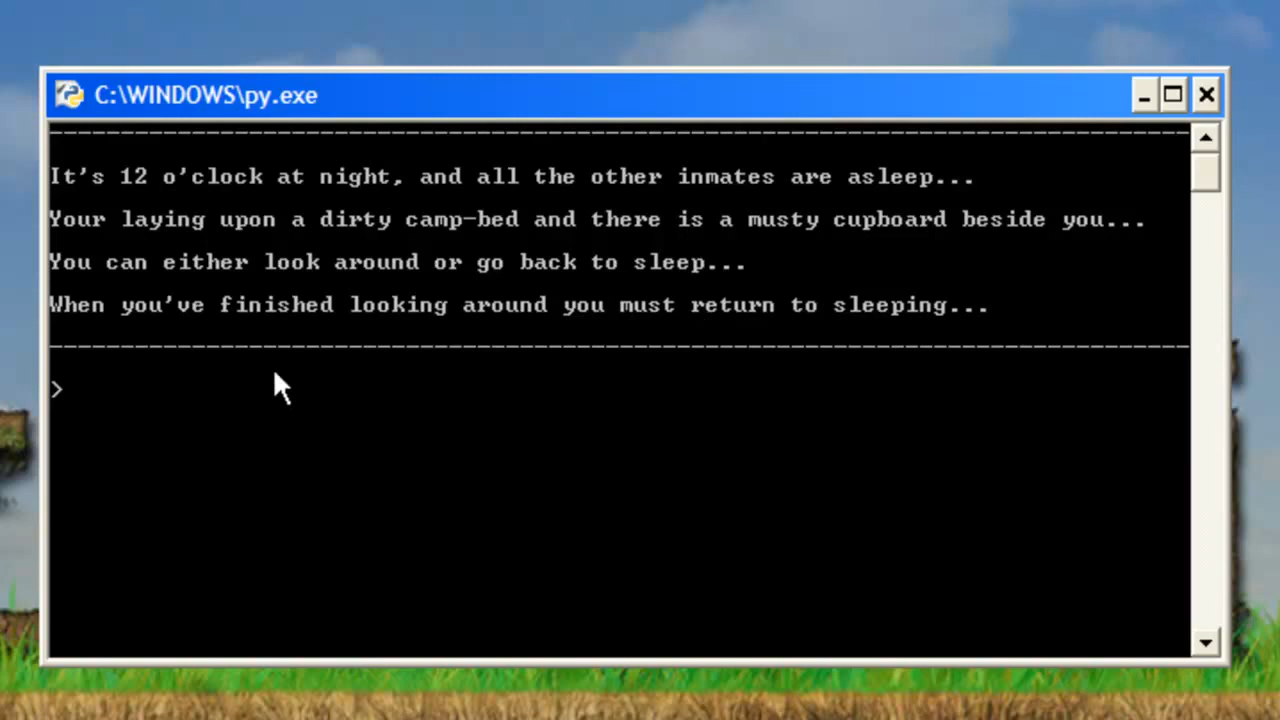 C:\WINDOWS\py.exe
It's 12 o'clock at night, and all the other inmates are asleep...
Your laying upon a dirty camp-bed and there is a musty cupboard beside you...
You can either look around or go back to sleep...
When you've finished looking around you must return to sleeping...
>